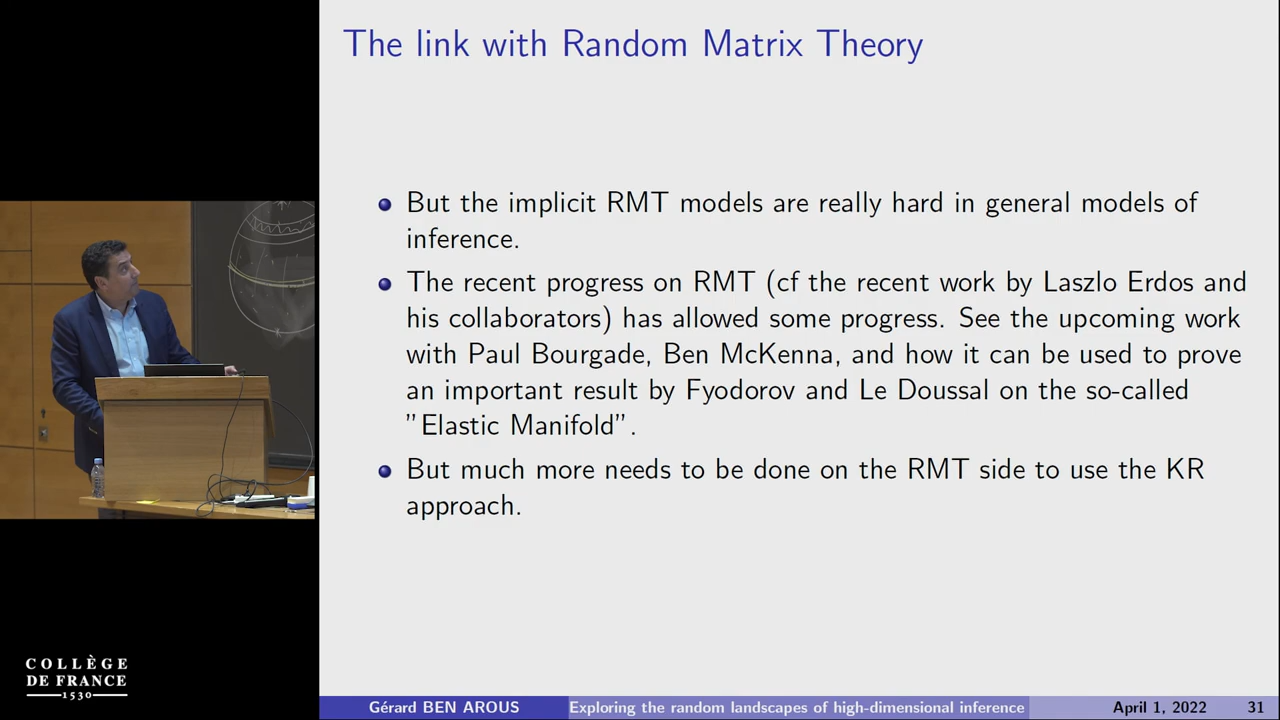 The link with Random Matrix Theory
But the implicit RMT models are really hard in general models of
inference.
The recent progress on RMT (cf the recent work by Laszlo Erdos and
his collaborators) has allowed some progress. See the upcoming work
with Paul Bourgade, Ben McKenna, and how it can be used to prove
an important result by Fyodorov and Le Doussal on the so-called
"Elastic Manifold".
But much more needs to be done on the RMT side to use the KR
approach.
COLLÈGE
DE FRANCE
1530
Gérard BEN AROUS Exploring the random landscapes of high-dimensional inference April 1, 2022 31